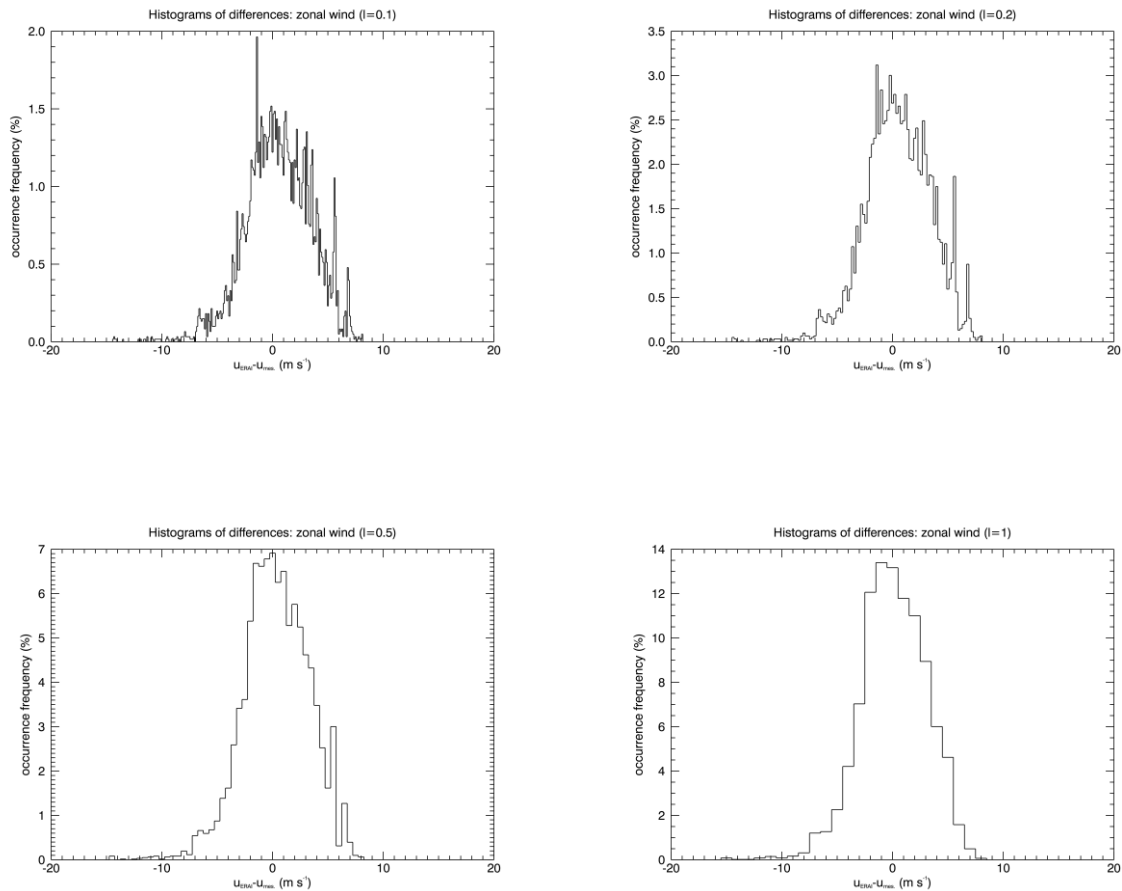 Histograms of differences: zonal wind (l=0.1)
2.0
1.5
1.0
0.5
0.0
occurrence frequency (%)
-20 -10 0 10 20
u_ERAI-u_mes. (m s⁻¹)
Histograms of differences: zonal wind (l=0.2)
3.5
3.0
2.5
2.0
1.5
1.0
0.5
0.0
occurrence frequency (%)
-20 -10 0 10 20
u_ERAI-u_mes. (m s⁻¹)
Histograms of differences: zonal wind (l=0.5)
7
6
5
4
3
2
1
0
occurrence frequency (%)
-20 -10 0 10 20
u_ERAI-u_mes. (m s⁻¹)
Histograms of differences: zonal wind (l=1)
14
12
10
8
6
4
2
0
occurrence frequency (%)
-20 -10 0 10 20
u_ERAI-u_mes. (m s⁻¹)